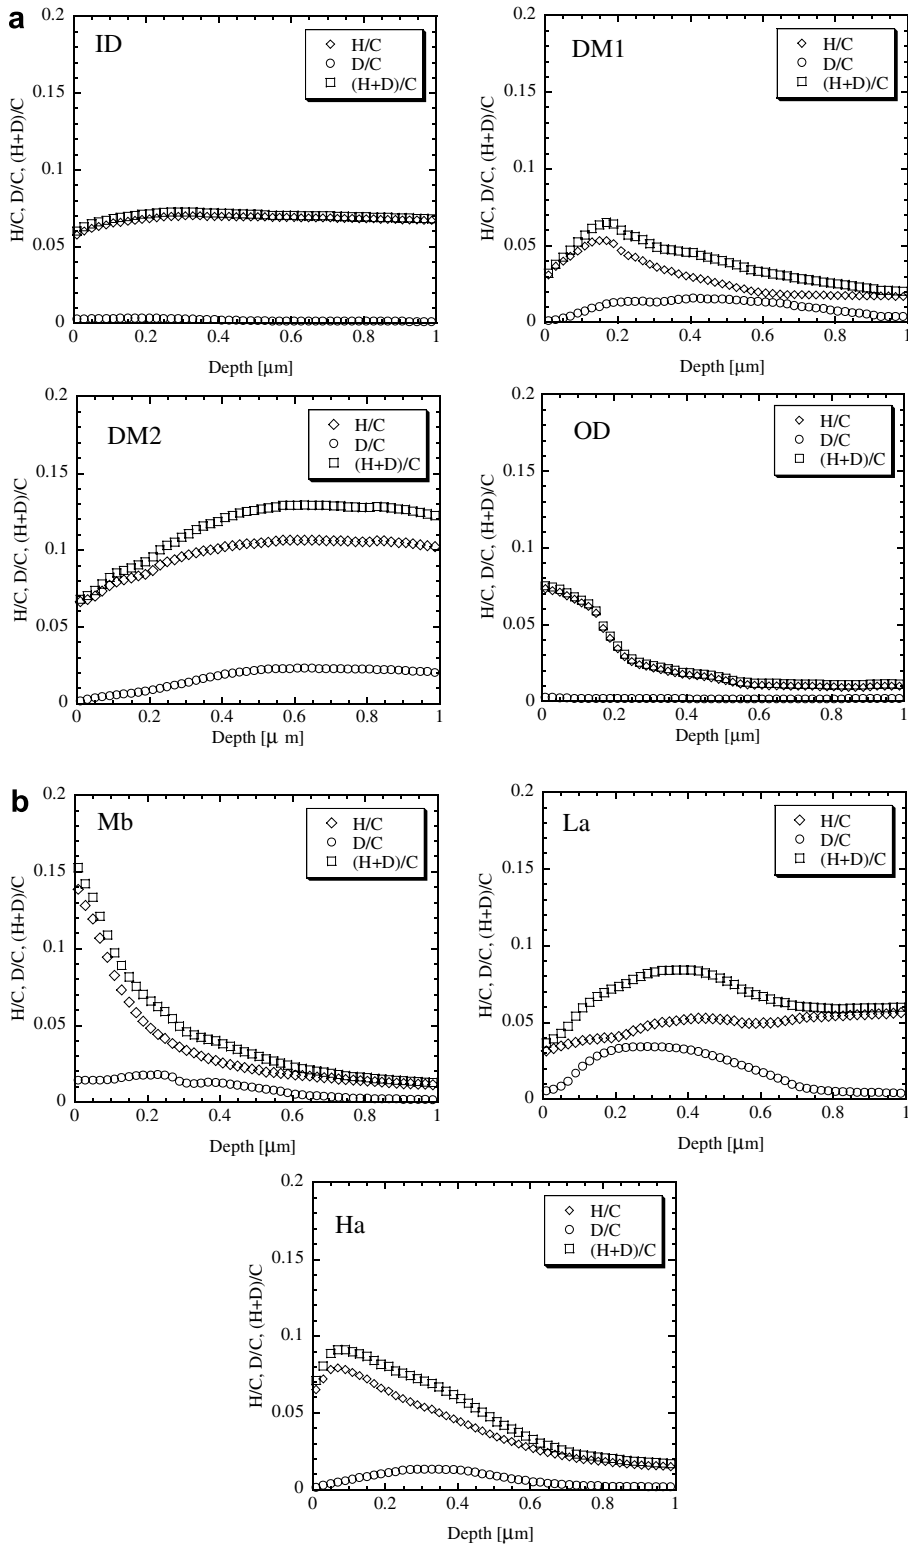 a
ID
H/C
D/C
(H+D)/C
0.2
0.15
0.1
0.05
0
H/C, D/C, (H+D)/C
0 0.2 0.4 0.6 0.8 1
Depth [μm]
DM1
H/C
D/C
(H+D)/C
0.2
0.15
0.1
0.05
0
H/C, D/C, (H+D)/C
0 0.2 0.4 0.6 0.8 1
Depth [μm]
DM2
H/C
D/C
(H+D)/C
0.2
0.15
0.1
0.05
0
H/C, D/C, (H+D)/C
0 0.2 0.4 0.6 0.8 1
Depth [μ m]
OD
H/C
D/C
(H+D)/C
0.2
0.15
0.1
0.05
0
H/C, D/C, (H+D)/C
0 0.2 0.4 0.6 0.8 1
Depth [μm]
b
Mb
H/C
D/C
(H+D)/C
0.2
0.15
0.1
0.05
0
H/C, D/C, (H+D)/C
0 0.2 0.4 0.6 0.8 1
Depth [μm]
La
H/C
D/C
(H+D)/C
0.2
0.15
0.1
0.05
0
H/C, D/C, (H+D)/C
0 0.2 0.4 0.6 0.8 1
Depth [μm]
Ha
H/C
D/C
(H+D)/C
0.2
0.15
0.1
0.05
0
H/C, D/C, (H+D)/C
0 0.2 0.4 0.6 0.8 1
Depth [μm]